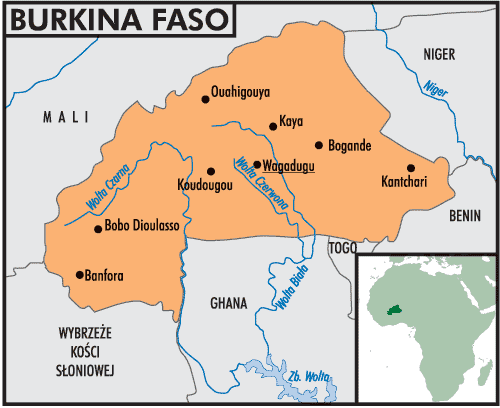 BURKINA FASO
NIGER
Niger
MALI
Ouahigouya
Kaya
Bogande
Wagadugu
Kantchari
Wolta Czarna
Koudougou
Wolta Czerwona
BENIN
Bobo Dioulasso
TOGO
Banfora
Wolta Biała
GHANA
WYBRZEŻE
KOŚCI
SŁONIOWEJ
Zb. Wolta